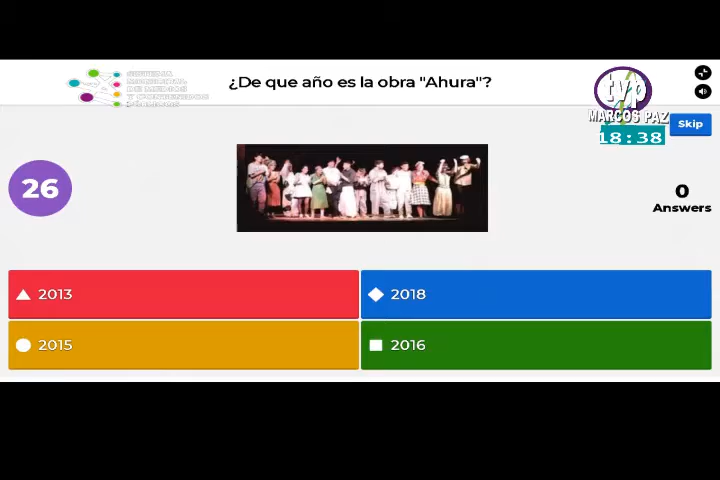 ¿De que año es la obra "Ahura"?
tvp
MARCOS PAZ
18:38
Skip
26
0
Answers
2013
2018
2015
2016